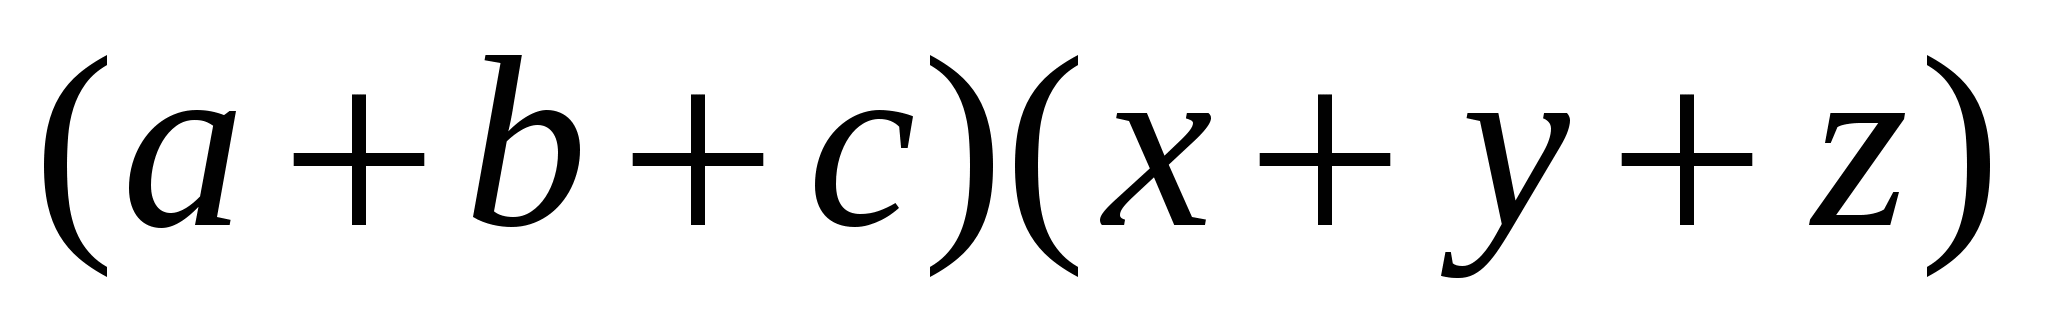 (a + b + c)(x + y + z)